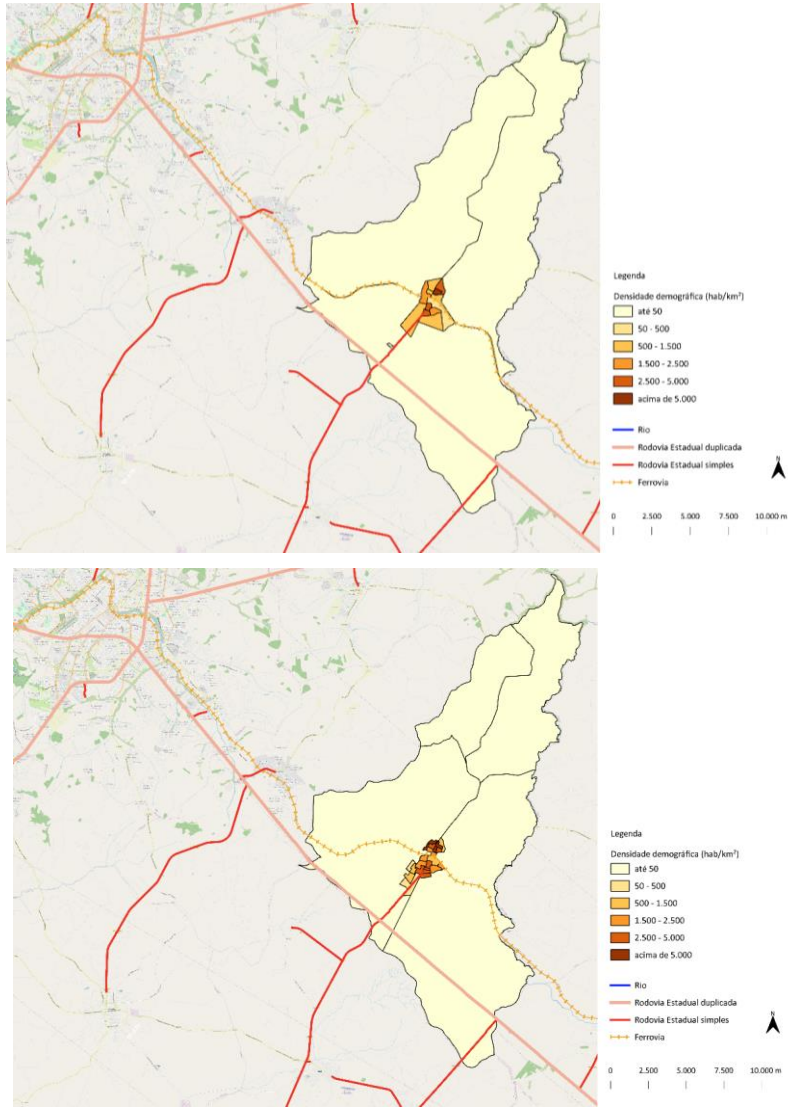 Legenda
Densidade demográfica (hab/km²)
até 50
50 - 500
500 - 1.500
1.500 - 2.500
2.500 - 5.000
acima de 5.000
Rio
Rodovia Estadual duplicada
Rodovia Estadual simples
Ferrovia
N
0 2.500 5.000 7.500 10.000 m
Legenda
Densidade demográfica (hab/km²)
até 50
50 - 500
500 - 1.500
1.500 - 2.500
2.500 - 5.000
acima de 5.000
Rio
Rodovia Estadual duplicada
Rodovia Estadual simples
Ferrovia
N
0 2.500 5.000 7.500 10.000 m